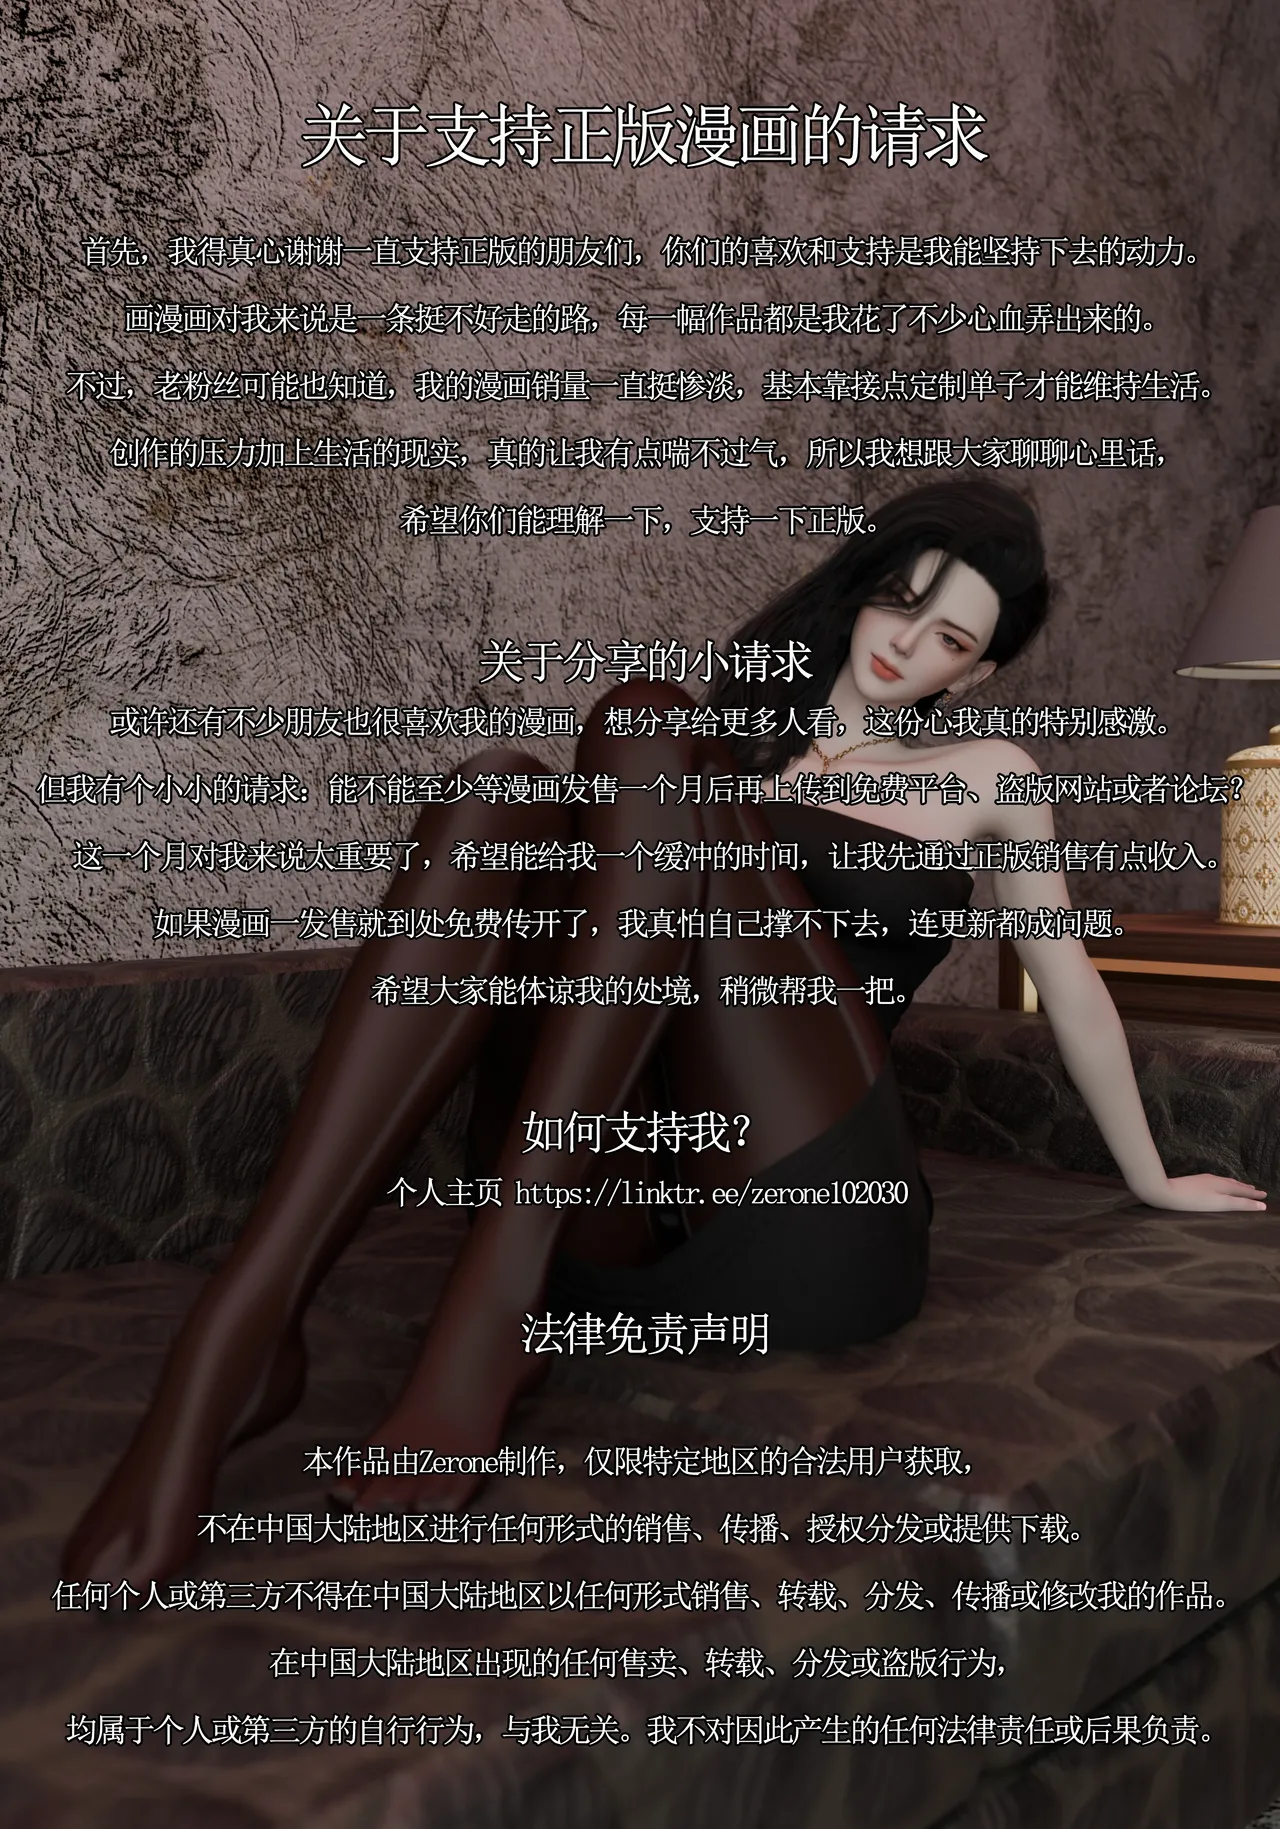 关于支持正版漫画的请求
首先，我得真心谢谢一直支持正版的朋友们，你们的喜欢和支持是我能坚持下去的动力。
画漫画对我来说是一条挺不好走的路，每一幅作品都是我花了不少心血弄出来的。
不过，老粉丝可能也知道，我的漫画销量一直挺惨淡，基本靠接点定制单子才能维持生活。
创作的压力加上生活的现实，真的让我有点喘不过气，所以我想跟大家聊聊心里话，
希望你们能理解一下，支持一下正版。
关于分享的小请求
或许还有不少朋友也很喜欢我的漫画，想分享给更多人看，这份心我真的特别感激。
但我有个小小的请求：能不能至少等漫画发售一个月后再上传到免费平台、盗版网站或者论坛？
这一个月对我来说太重要了，希望能给我一个缓冲的时间，让我先通过正版销售有点收入。
如果漫画一发售就到处免费传开了，我真怕自己撑不下去，连更新都成问题。
希望大家能体谅我的处境，稍微帮我一把。
如何支持我？
个人主页 https://linktr.ee/zerone102030
法律免责声明
本作品由Zerone制作，仅限特定地区的合法用户获取，
不在中国大陆地区进行任何形式的销售、传播、授权分发或提供下载。
任何个人或第三方不得在中国大陆地区以任何形式销售、转载、分发、传播或修改我的作品。
在中国大陆地区出现的任何售卖、转载、分发或盗版行为，
均属于个人或第三方的自行行为，与我无关。我不对因此产生的任何法律责任或后果负责。